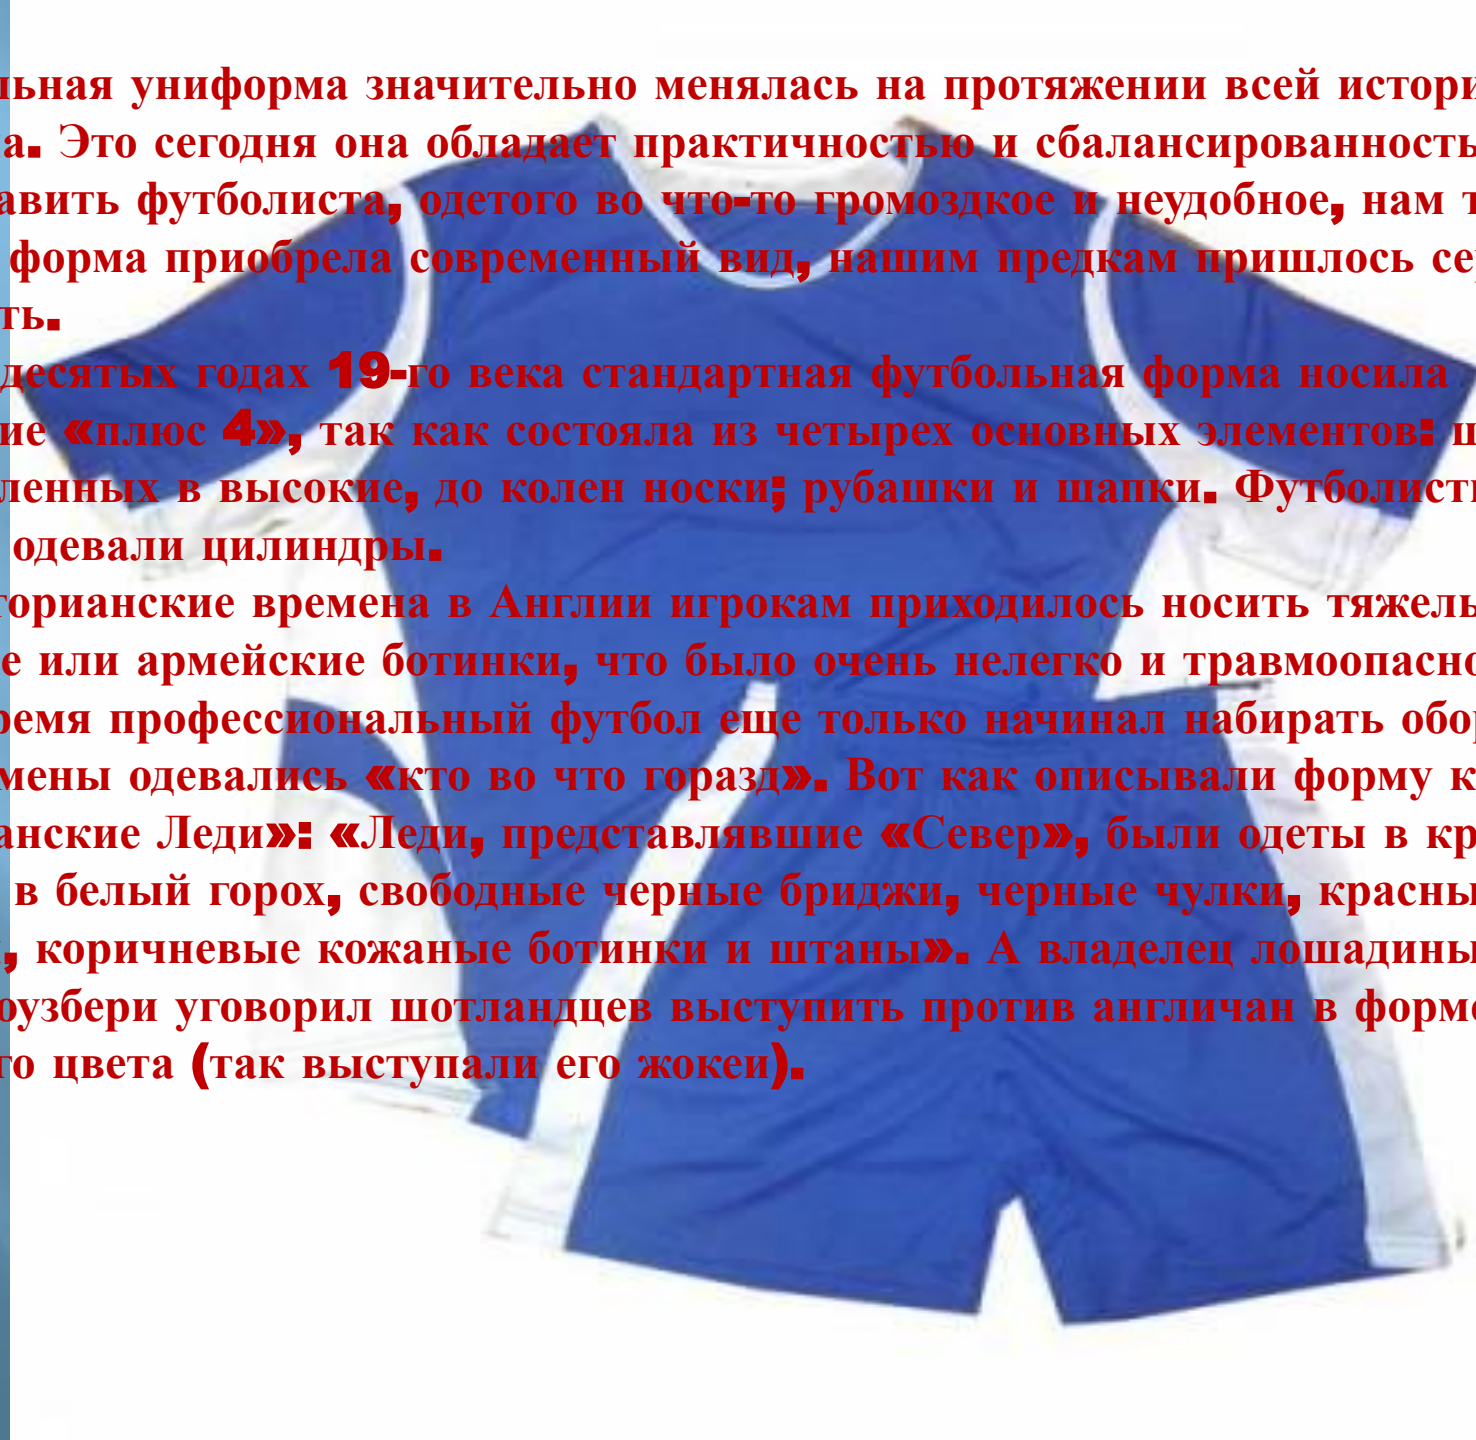 льная униформа значительно менялась на протяжении всей истори
а. Это сегодня она обладает практичностью и сбалансированность
авить футболиста, одетого во что-то громоздкое и неудобное, нам т
форма приобрела современный вид, нашим предкам пришлось сер
ть.
десятых годах 19-го века стандартная футбольная форма носила
ие «плюс 4», так как состояла из четырех основных элементов: ш
ленных в высокие, до колен носки; рубашки и шапки. Футболисты
одевали цилиндры.
торианские времена в Англии игрокам приходилось носить тяжелы
е или армейские ботинки, что было очень нелегко и травмоопасно
ремя профессиональный футбол еще только начинал набирать обор
мены одевались «кто во что горазд». Вот как описывали форму к
анские Леди»: «Леди, представлявшие «Север», были одеты в кр
в белый горох, свободные черные бриджи, черные чулки, красны
, коричневые кожаные ботинки и штаны». А владелец лошадины
оузбери уговорил шотландцев выступить против англичан в форме
го цвета (так выступали его жокеи).